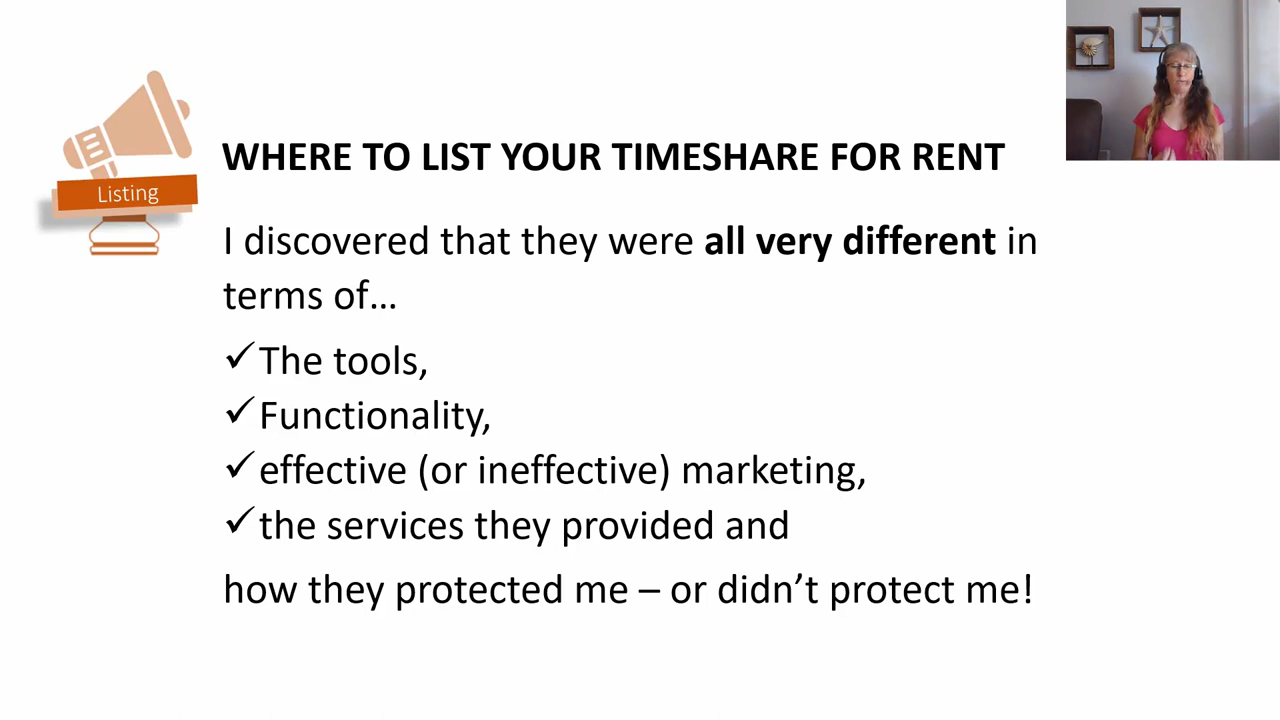 Listing
WHERE TO LIST YOUR TIMESHARE FOR RENT
I discovered that they were all very different in
terms of…
✓The tools,
✓Functionality,
✓effective (or ineffective) marketing,
✓the services they provided and
how they protected me – or didn’t protect me!